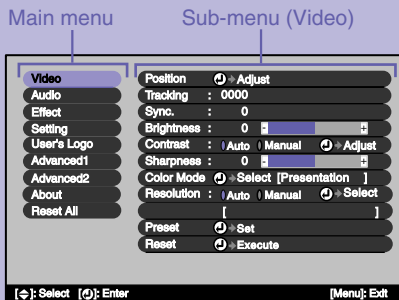 Main menu
Sub-menu (Video)
Video
Audio
Effect
Setting
User's Logo
Advanced1
Advanced2
About
Reset All
Position Adjust
Tracking : 0000
Sync. : 0
Brightness : 0 - +
Contrast : Auto Manual Adjust
Sharpness : 0 - +
Color Mode Select [Presentation ]
Resolution : Auto Manual Select
[ ]
Preset Set
Reset Execute
[ ]: Select [ ]: Enter [Menu]: Exit